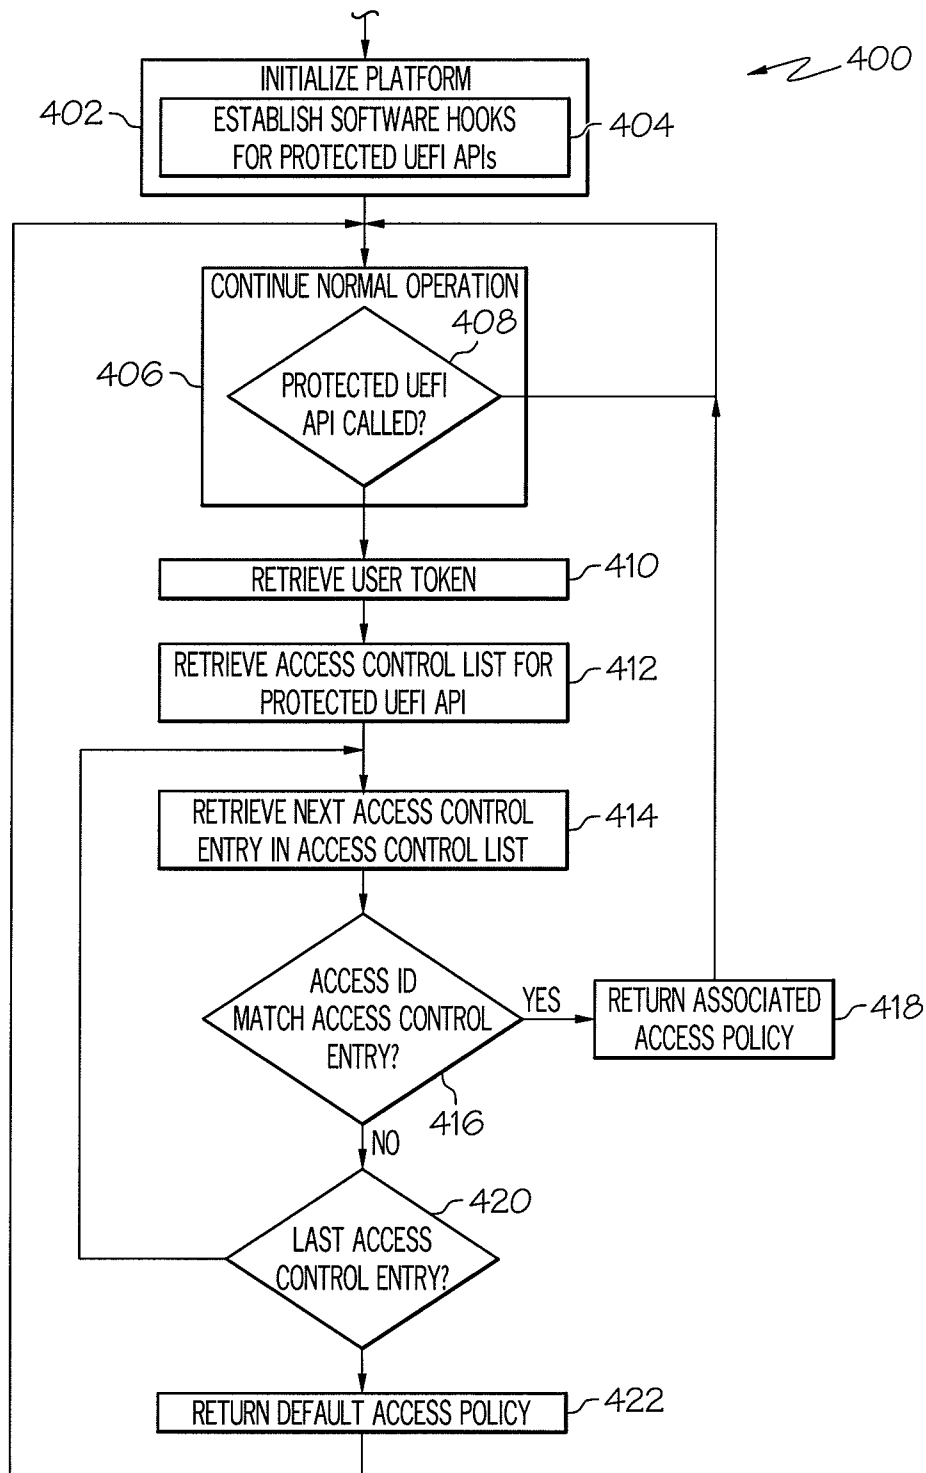 400
INITIALIZE PLATFORM
402
ESTABLISH SOFTWARE HOOKS
FOR PROTECTED UEFI APIs
404
CONTINUE NORMAL OPERATION
408
406
PROTECTED UEFI
API CALLED?
RETRIEVE USER TOKEN
410
RETRIEVE ACCESS CONTROL LIST FOR
PROTECTED UEFI API
412
RETRIEVE NEXT ACCESS CONTROL
ENTRY IN ACCESS CONTROL LIST
414
ACCESS ID
MATCH ACCESS CONTROL
ENTRY?
416
YES
RETURN ASSOCIATED
ACCESS POLICY
418
NO
420
LAST ACCESS
CONTROL ENTRY?
RETURN DEFAULT ACCESS POLICY
422